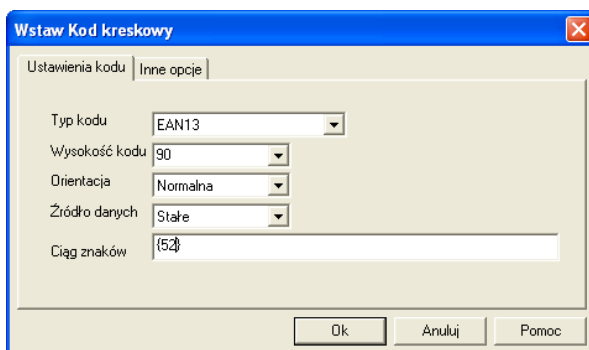 Wstaw Kod kreskowy
Ustawienia kodu Inne opcje
Typ kodu EAN13
Wysokość kodu 90
Orientacja Normalna
Źródło danych Stałe
Ciąg znaków {52}
Ok Anuluj Pomoc